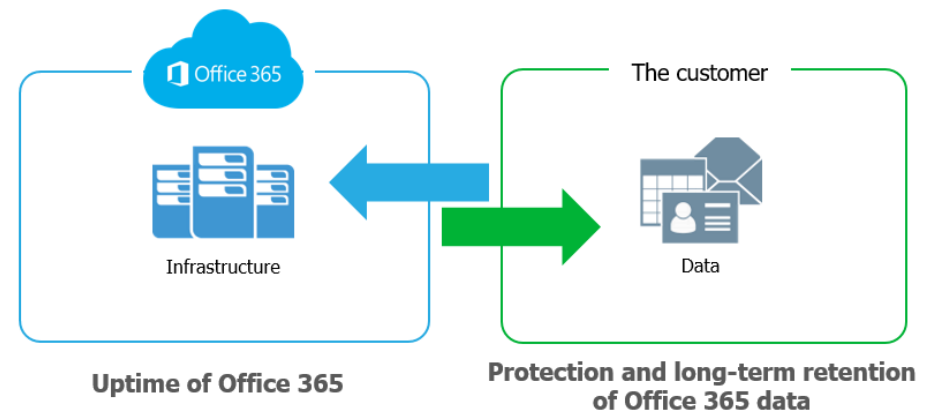 Office 365
The customer
Infrastructure
Data
Uptime of Office 365
Protection and long-term retention
of Office 365 data